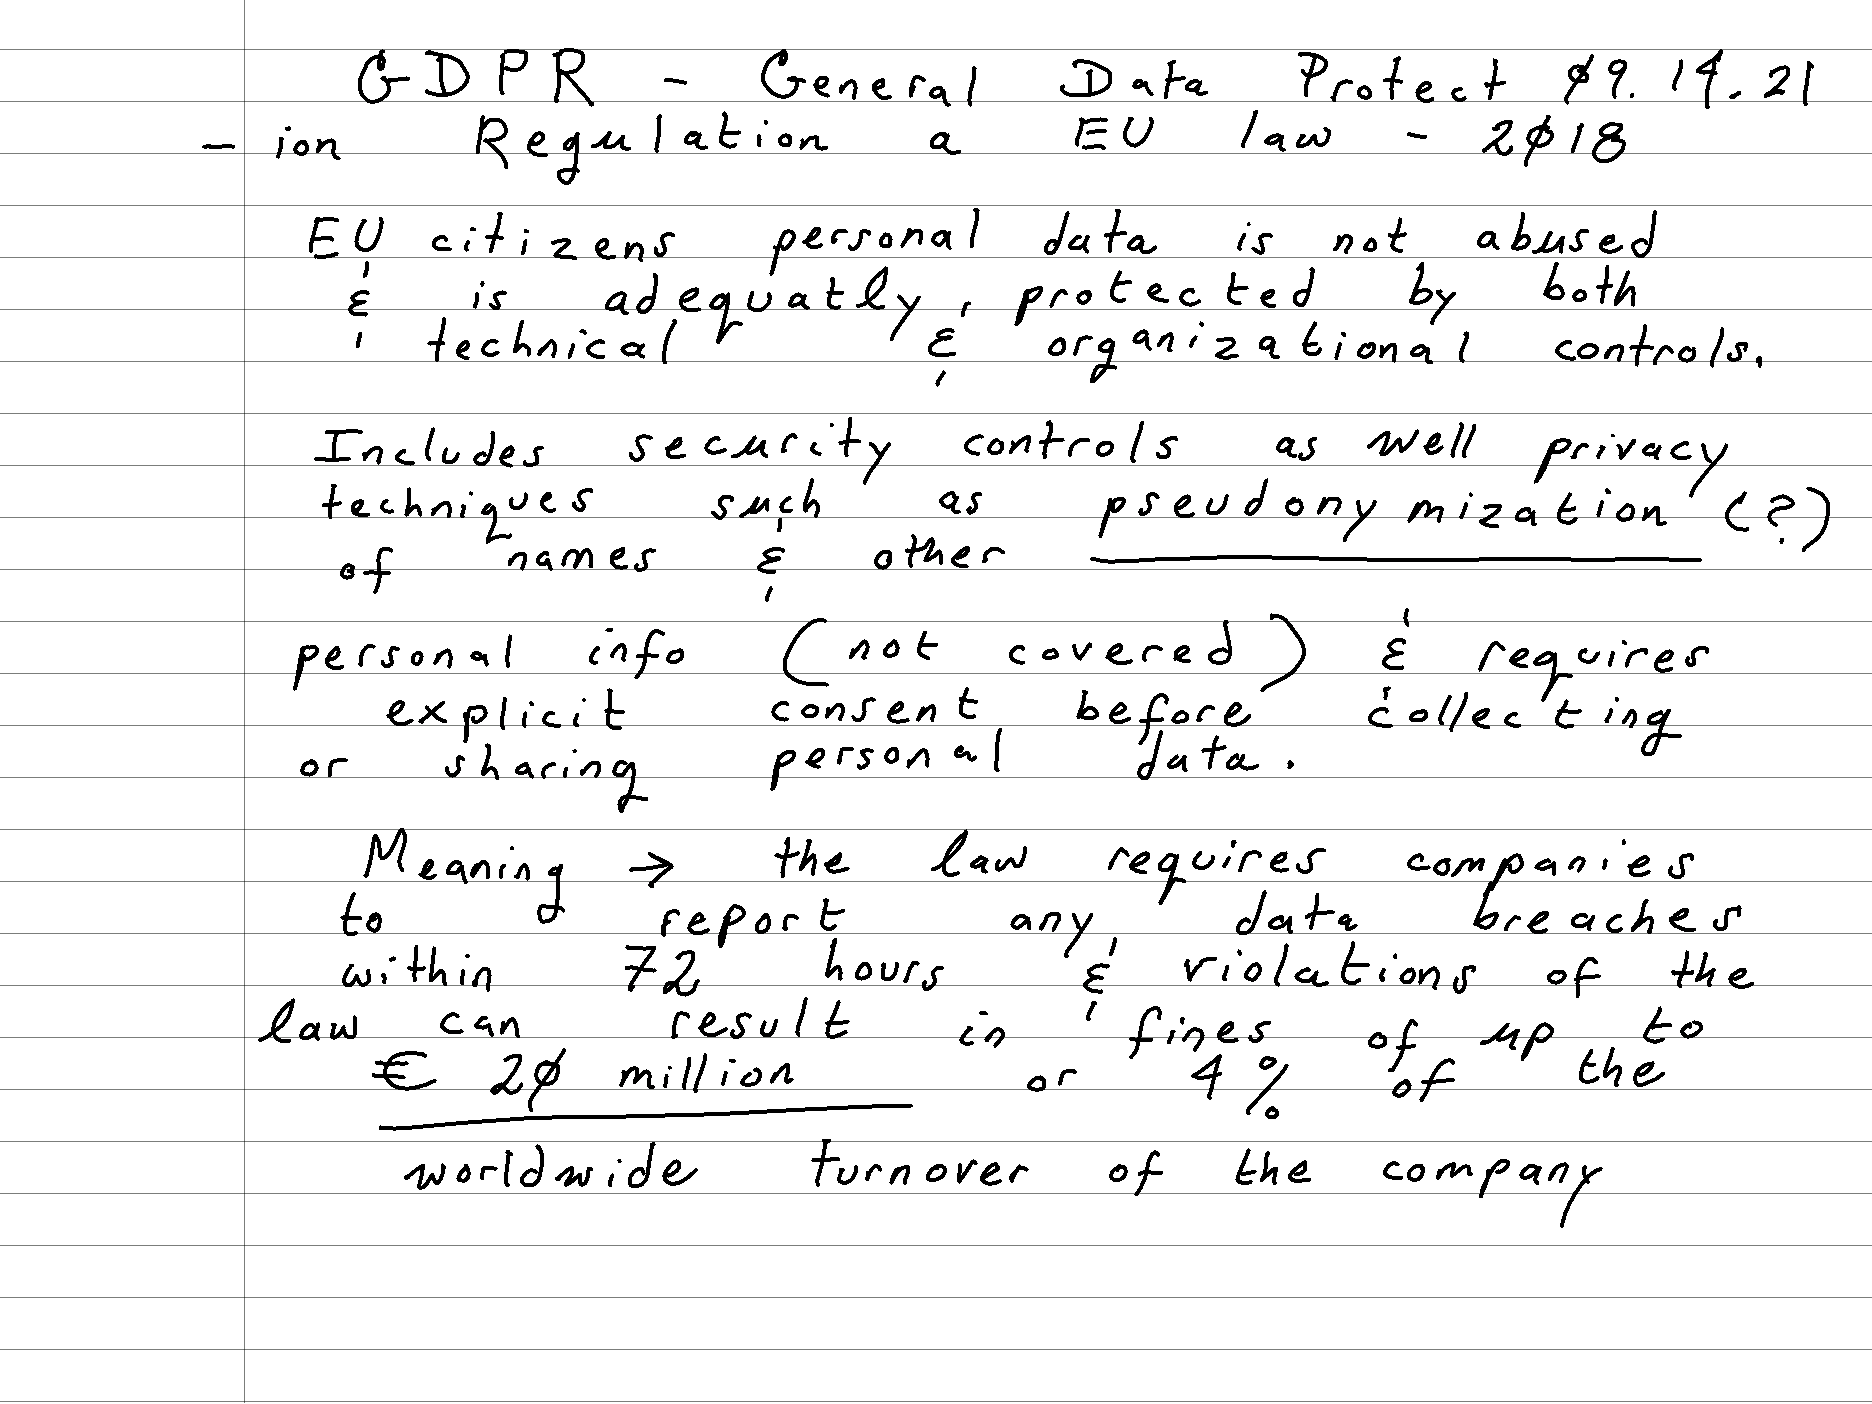 GDPR - General Data Protect Ø9.14.21
- ion Regulation a EU law - 2Ø18
EU citizens personal data is not abused
& is adequatly, protected by both
technical & organizational controls.
Includes security controls as well privacy
techniques such as pseudonymization (?)
of names & other
personal info (not covered) & requires
explicit consent before collecting
or sharing personal data.
Meaning → the law requires companies
to report any data breaches
within 72 hours & violations of the
law can result in fines of up to
€ 2Ø million or 4% of the
worldwide turnover of the company